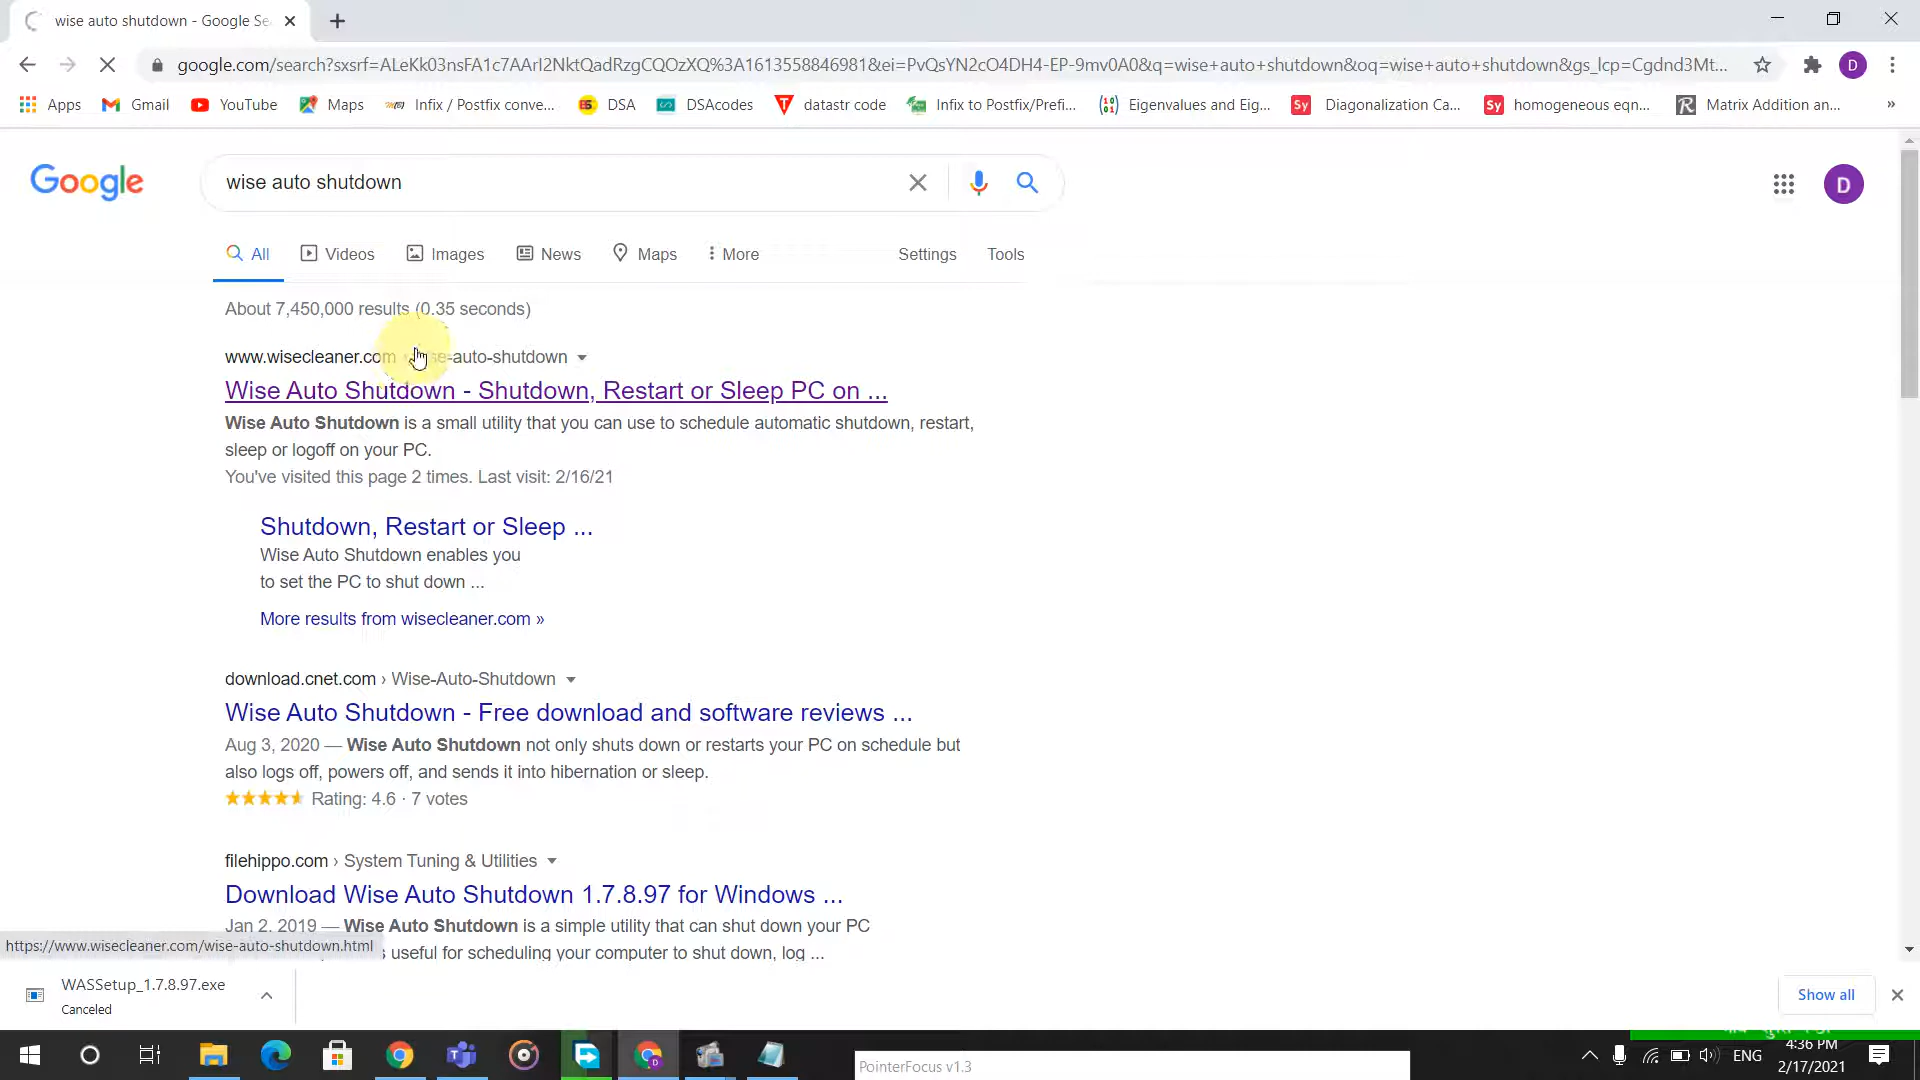 wise auto shutdown - Google Se
google.com/search?sxsrf=ALeKk03nsFA1c7AArI2NktQadRzgCQOzXQ%3A1613558846981&ei=PvQsYN2cO4DH4-EP-9mv0A0&q=wise+auto+shutdown&oq=wise+auto+shutdown&gs_lcp=Cgdnd3Mt...
Apps Gmail YouTube Maps Infix / Postfix conve... DSA DSAcodes datastr code Infix to Postfix/Prefi... Eigenvalues and Eig... Diagonalization Ca... homogeneous eqn... Matrix Addition an... »
Google
wise auto shutdown
D
All Videos Images News Maps More Settings Tools
About 7,450,000 results (0.35 seconds)
www.wisecleaner.com › wise-auto-shutdown
Wise Auto Shutdown - Shutdown, Restart or Sleep PC on ...
Wise Auto Shutdown is a small utility that you can use to schedule automatic shutdown, restart,
sleep or logoff on your PC.
You've visited this page 2 times. Last visit: 2/16/21
Shutdown, Restart or Sleep ...
Wise Auto Shutdown enables you
to set the PC to shut down ...
More results from wisecleaner.com »
download.cnet.com › Wise-Auto-Shutdown
Wise Auto Shutdown - Free download and software reviews ...
Aug 3, 2020 — Wise Auto Shutdown not only shuts down or restarts your PC on schedule but
also logs off, powers off, and sends it into hibernation or sleep.
Rating: 4.6 · 7 votes
filehippo.com › System Tuning & Utilities
Download Wise Auto Shutdown 1.7.8.97 for Windows ...
Jan 2, 2019 — Wise Auto Shutdown is a simple utility that can shut down your PC
useful for scheduling your computer to shut down, log ...
https://www.wisecleaner.com/wise-auto-shutdown.html
WASSetup_1.7.8.97.exe
Canceled
Show all
PointerFocus v1.3
ENG
4:36 PM
2/17/2021